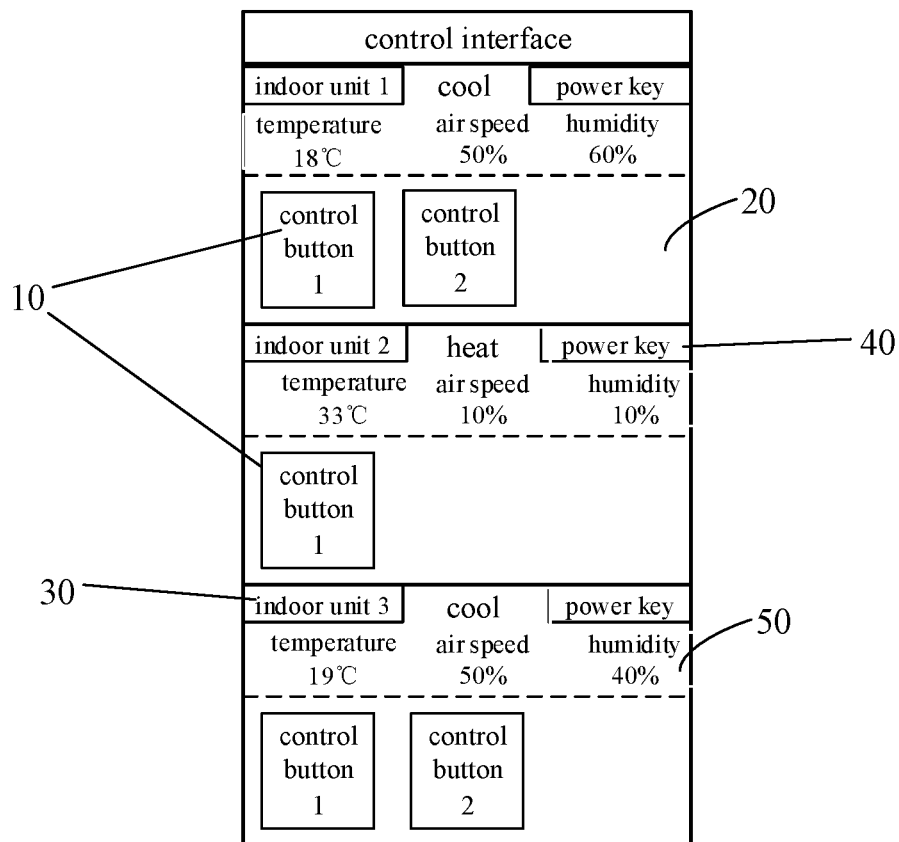 control interface
indoor unit 1 cool power key
temperature air speed humidity
18℃ 50% 60%
20
control control
button button
1 2
10
indoor unit 2 heat power key
40
temperature air speed humidity
33℃ 10% 10%
control
button
1
30
indoor unit 3 cool power key
50
temperature air speed humidity
19℃ 50% 40%
control control
button button
1 2